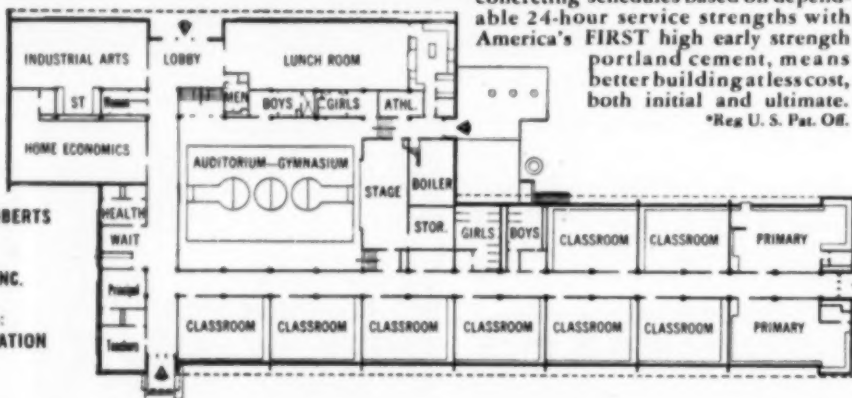 concreting schedules based on depend-
able 24-hour service strengths with
America's FIRST high early strength
portland cement, means
better building at less cost,
both initial and ultimate.
*Reg U. S. Pat. Off.
INDUSTRIAL ARTS
LOBBY
LUNCH ROOM
ST
MEN
BOYS
GIRLS
ATHL.
HOME ECONOMICS
AUDITORIUM—GYMNASIUM
STAGE
BOILER
STOR.
GIRLS
BOYS
CLASSROOM
CLASSROOM
PRIMARY
HEALTH
WAIT
Principal
Teachers
CLASSROOM
CLASSROOM
CLASSROOM
CLASSROOM
CLASSROOM
CLASSROOM
PRIMARY
OBERTS
NC.
:
ATION